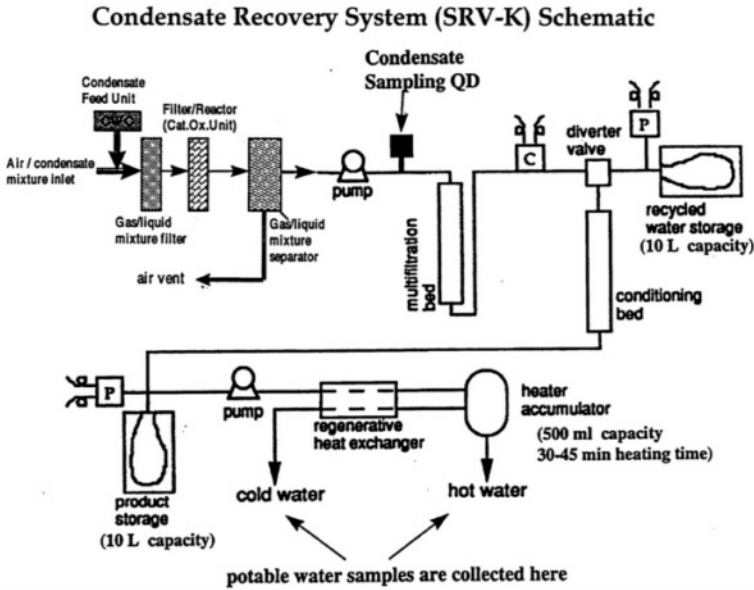 Condensate Recovery System (SRV-K) Schematic
Condensate
Sampling QD
Condensate
Feed Unit
Filter/Reactor
(Cat.Ox.Unit)
Air / condensate
mixture inlet
Gas/liquid
mixture filter
Gas/liquid
mixture
separator
air vent
pump
multifiltration
bed
C
diverter
valve
P
recycled
water storage
(10 L capacity)
conditioning
bed
P
pump
regenerative
heat exchanger
heater
accumulator
(500 ml capacity
30-45 min heating time)
product
storage
(10 L capacity)
cold water
hot water
potable water samples are collected here